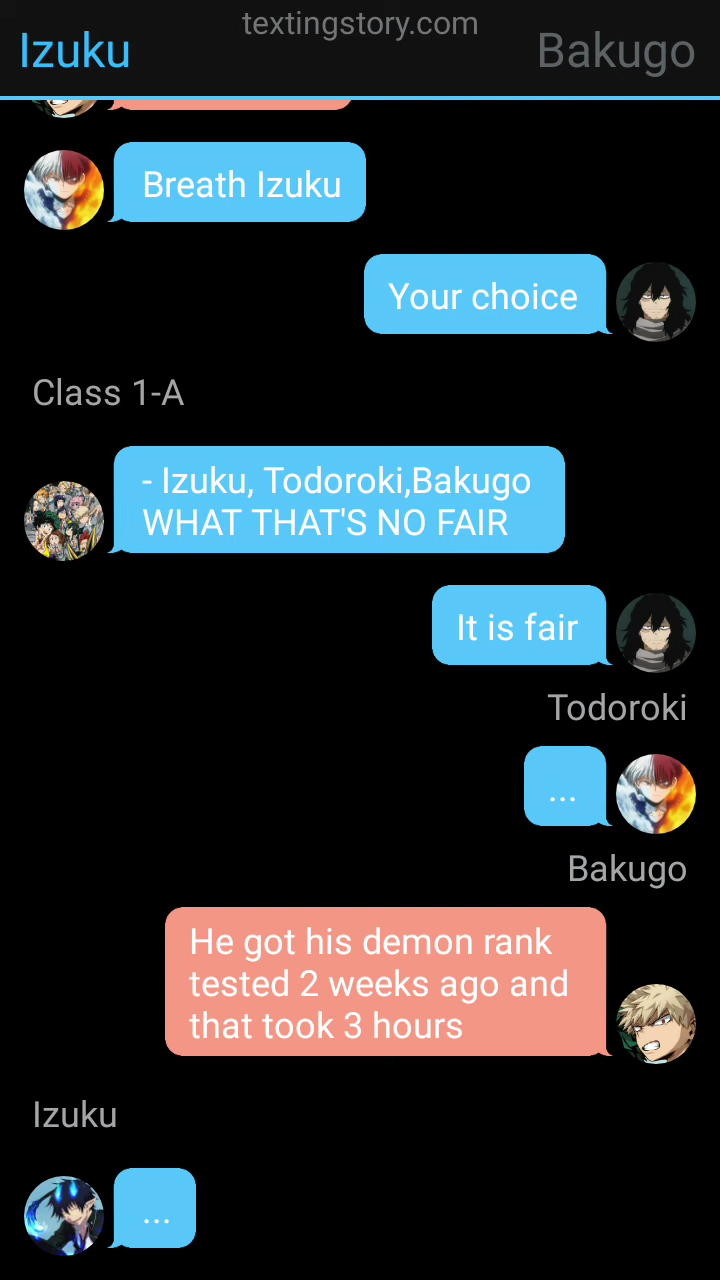 textingstory.com
Izuku
Bakugo
Breath Izuku
Your choice
Class 1-A
- Izuku, Todoroki,Bakugo
WHAT THAT'S NO FAIR
It is fair
Todoroki
...
Bakugo
He got his demon rank
tested 2 weeks ago and
that took 3 hours
Izuku
...